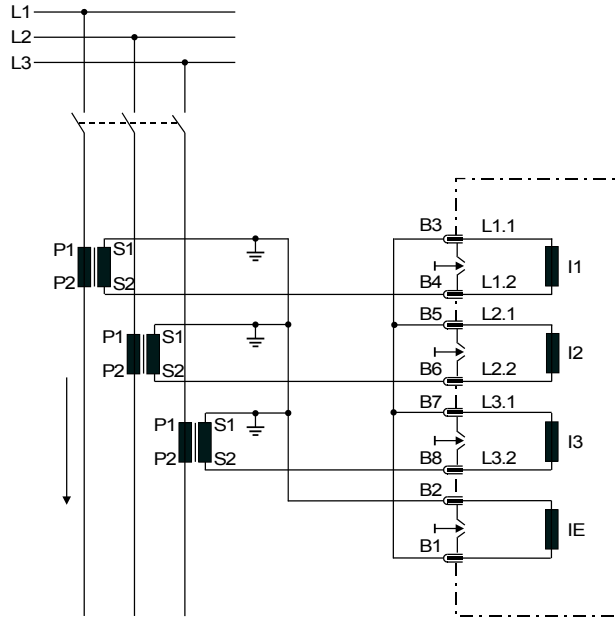 L1
L2
L3
B3 L1.1
P1 S1
I1
P2 S2
B4 L1.2
B5 L2.1
P1 S1
I2
P2 S2
B6 L2.2
B7 L3.1
P1 S1
I3
P2 S2
B8 L3.2
B2
IE
B1